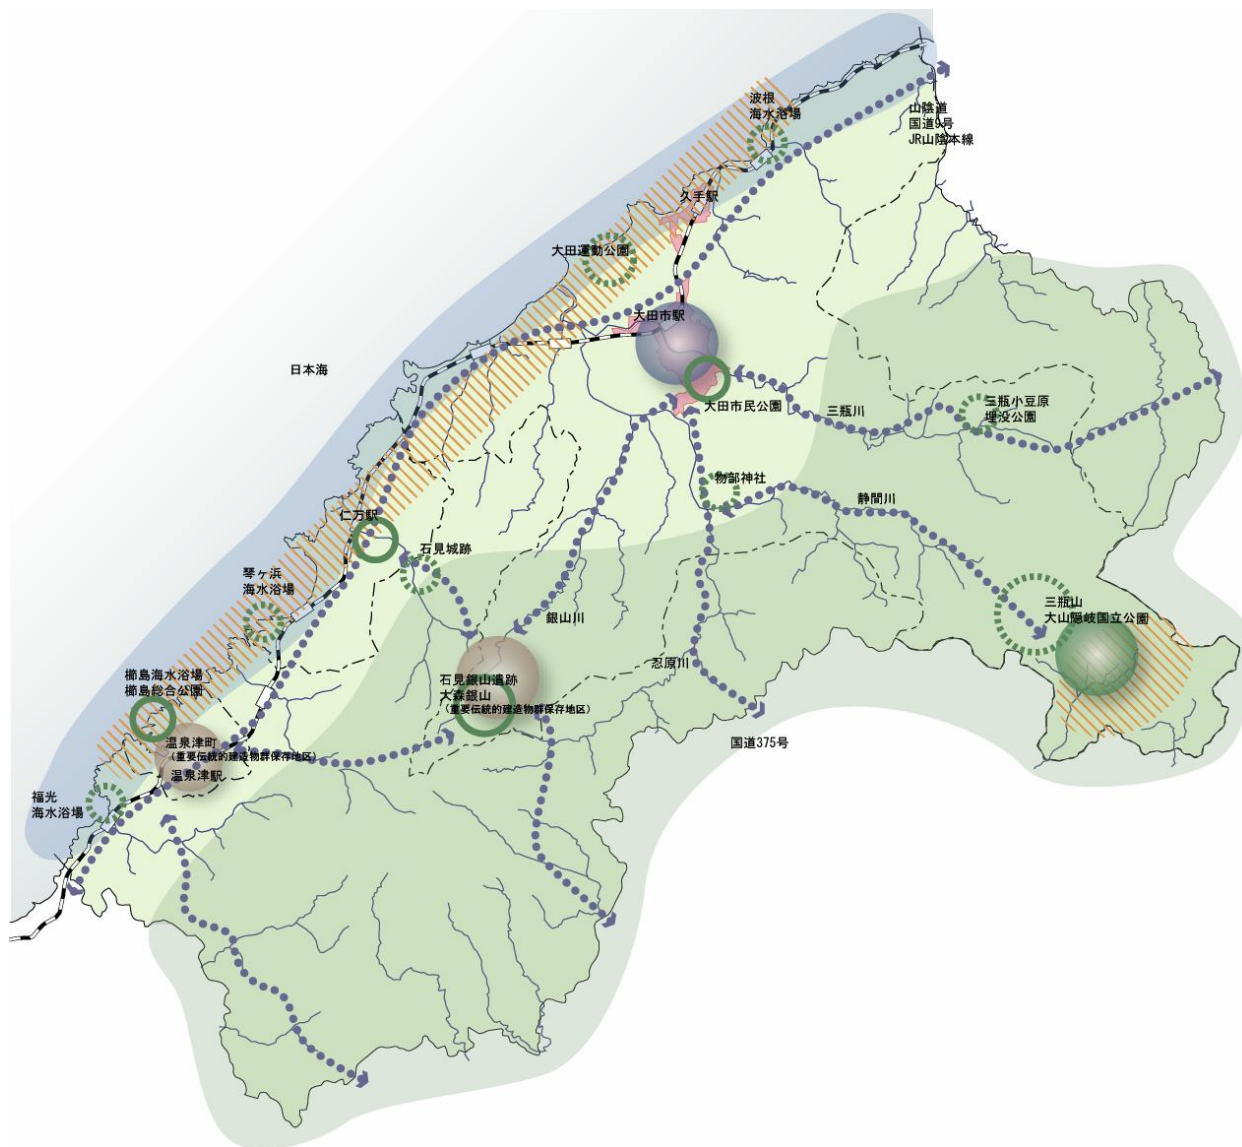 波根
海水浴場
山陰道
国道9号
JR山陰本線
久手駅
大田運動公園
大田市駅
日本海
大田市民公園
三瓶川
三瓶小豆原
埋没公園
物部神社
静間川
仁万駅
石見城跡
琴ヶ浜
海水浴場
銀山川
三瓶山
大山隠岐国立公園
忍原川
櫛島海水浴場
櫛島総合公園
石見銀山遺跡
大森銀山
(重要伝統的建造物群保存地区)
温泉津町
(重要伝統的建造物群保存地区)
温泉津駅
国道375号
福光
海水浴場